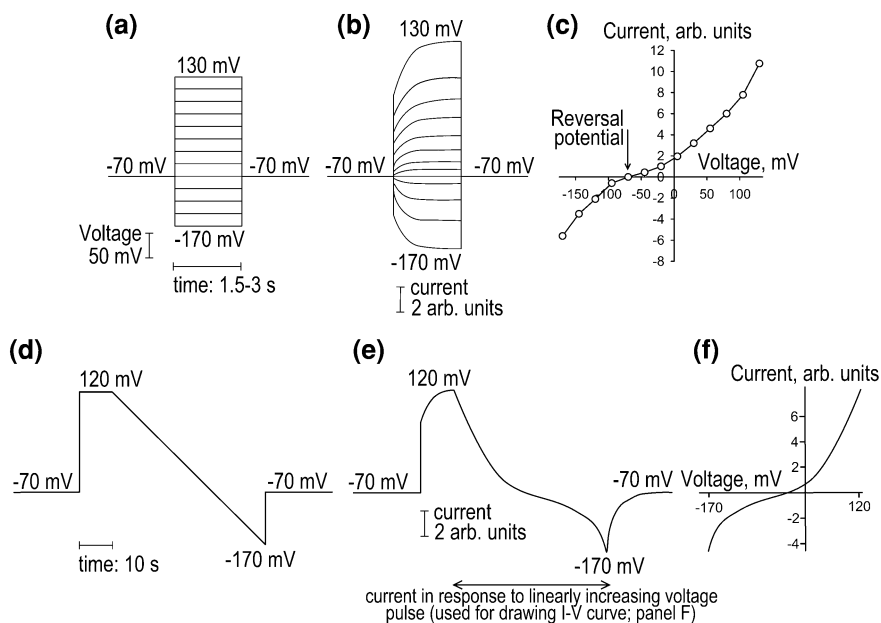 (a)
130 mV
-70 mV
-70 mV
Voltage
50 mV
-170 mV
time: 1.5-3 s
(b)
130 mV
-70 mV
-70 mV
-170 mV
current
2 arb. units
(c)
Current, arb. units
12
10
8
6
4
2
0
-2
-4
-6
-8
Reversal
potential
Voltage, mV
-150 -100 -50 0 50 100
(d)
120 mV
-70 mV
-70 mV
-170 mV
time: 10 s
(e)
120 mV
-70 mV
-70 mV
current
2 arb. units
-170 mV
current in response to linearly increasing voltage
pulse (used for drawing I-V curve; panel F)
(f)
Current, arb. units
6
4
2
-2
-4
Voltage, mV
-170
120